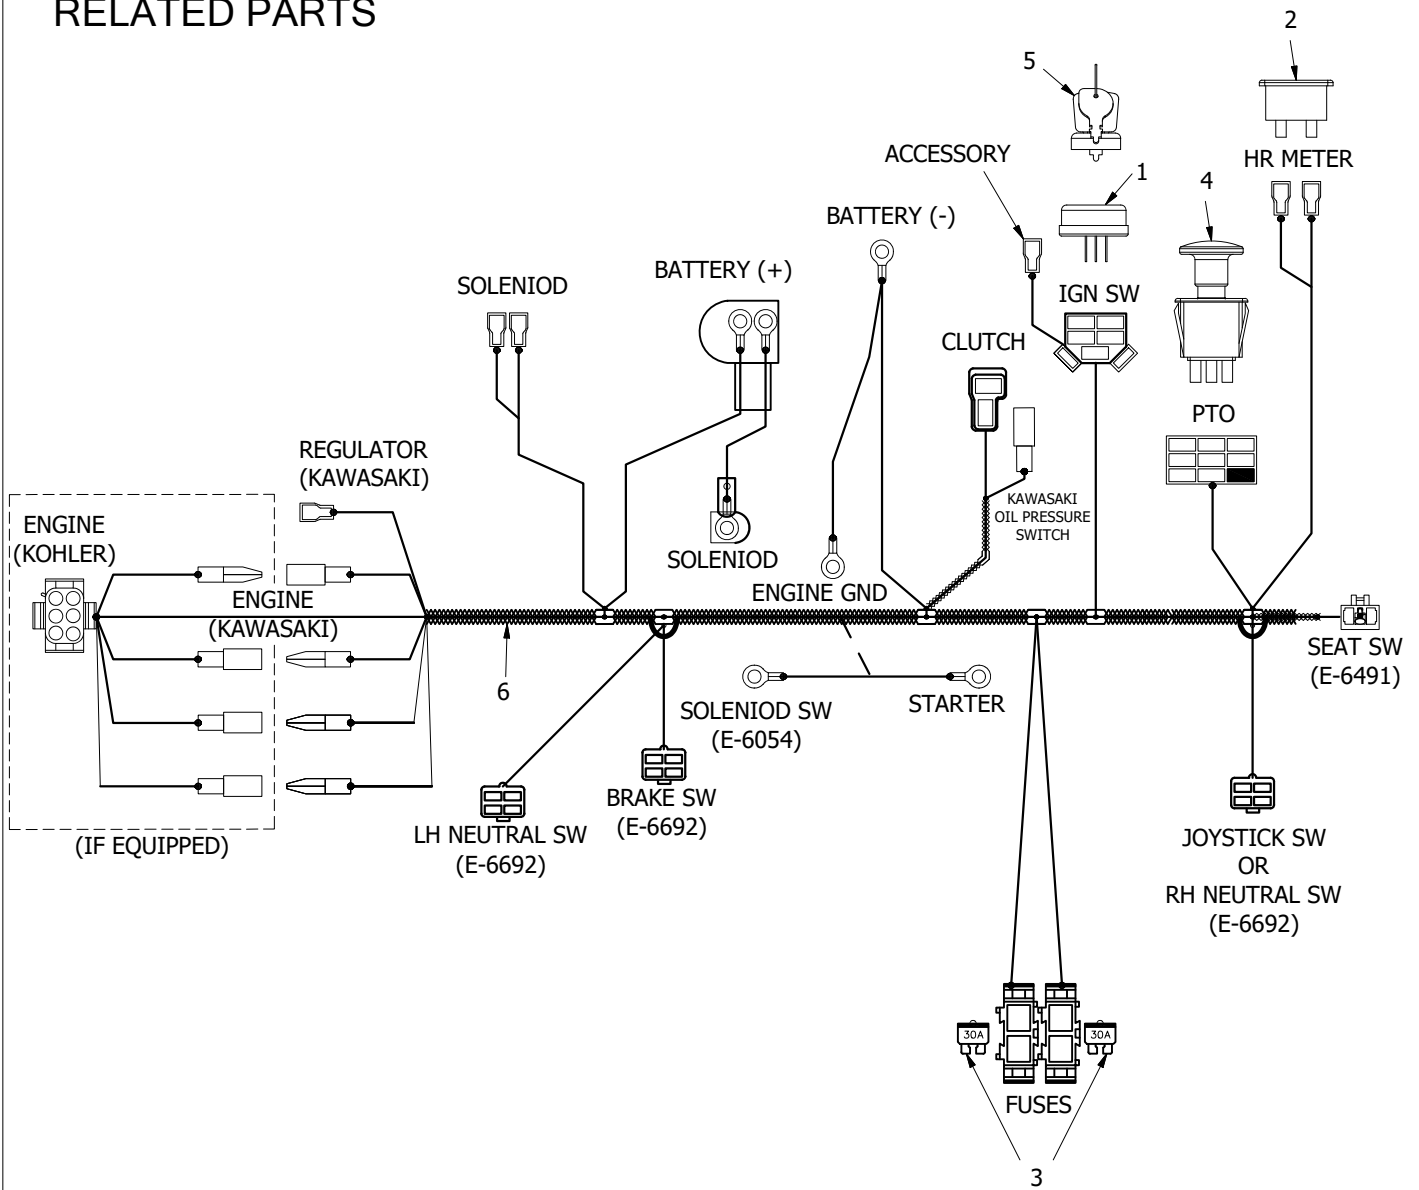 RELATED PARTS
2
5
ACCESSORY
HR METER
1
4
BATTERY (-)
BATTERY (+)
SOLENIOD
IGN SW
CLUTCH
PTO
REGULATOR
(KAWASAKI)
KAWASAKI
OIL PRESSURE
SWITCH
ENGINE
(KOHLER)
SOLENIOD
ENGINE GND
ENGINE
(KAWASAKI)
SEAT SW
(E-6491)
6
SOLENIOD SW
(E-6054)
STARTER
BRAKE SW
(E-6692)
LH NEUTRAL SW
(E-6692)
(IF EQUIPPED)
JOYSTICK SW
OR
RH NEUTRAL SW
(E-6692)
30A
30A
FUSES
3